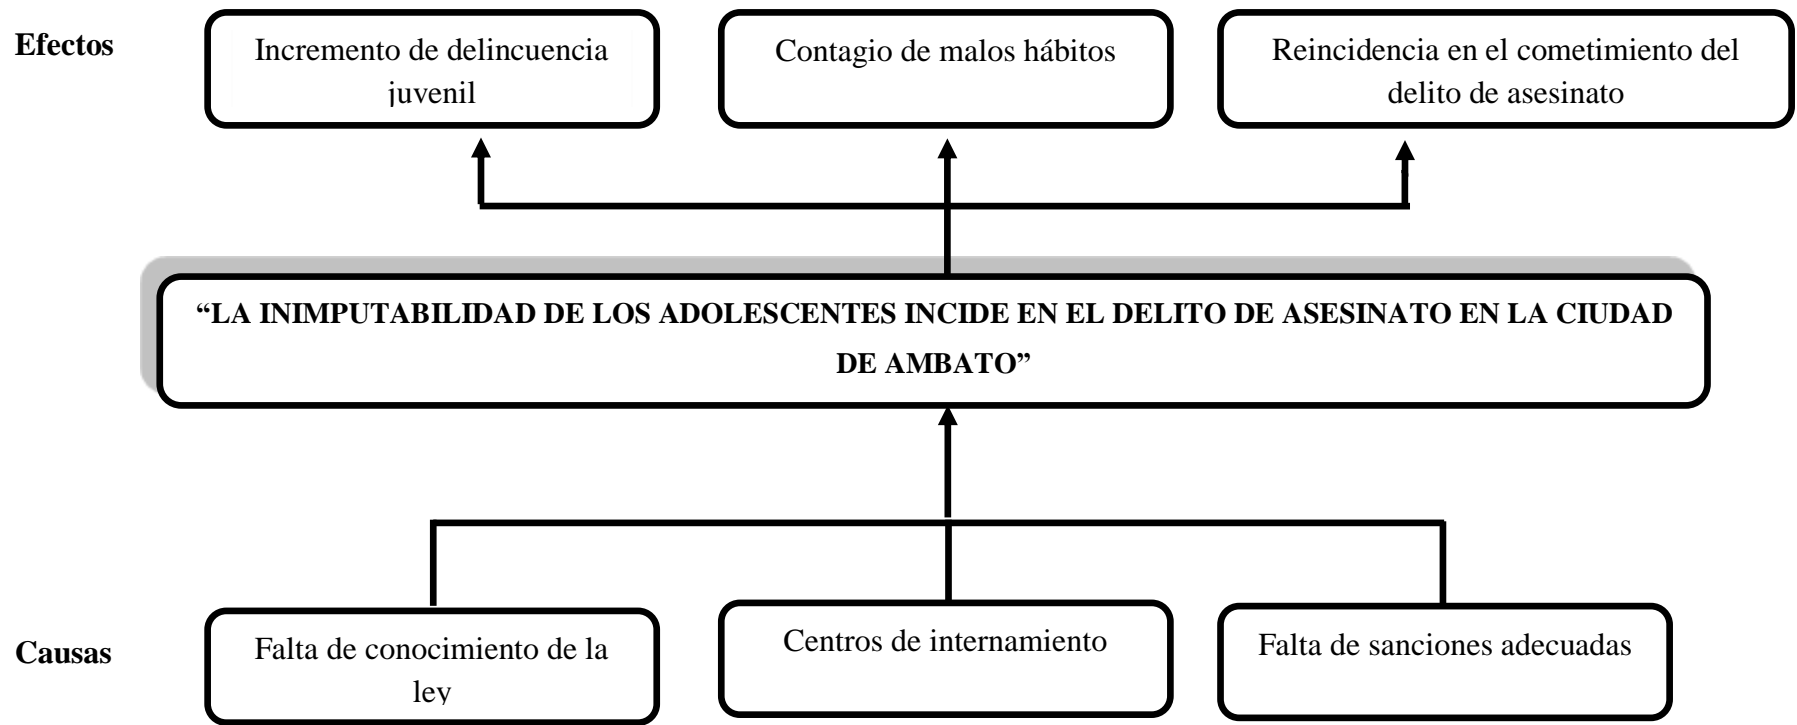 Efectos
Incremento de delincuencia
juvenil
Contagio de malos hábitos
Reincidencia en el cometimiento del
delito de asesinato
“LA INIMPUTABILIDAD DE LOS ADOLESCENTES INCIDE EN EL DELITO DE ASESINATO EN LA CIUDAD
DE AMBATO”
Causas
Falta de conocimiento de la
ley
Centros de internamiento
Falta de sanciones adecuadas